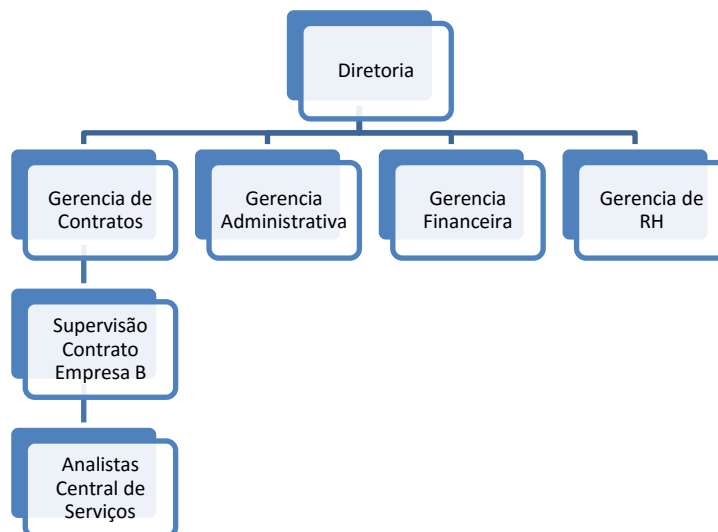 Diretoria
Gerencia de
Contratos
Gerencia
Administrativa
Gerencia
Financeira
Gerencia de
RH
Supervisão
Contrato
Empresa B
Analistas
Central de
Serviços